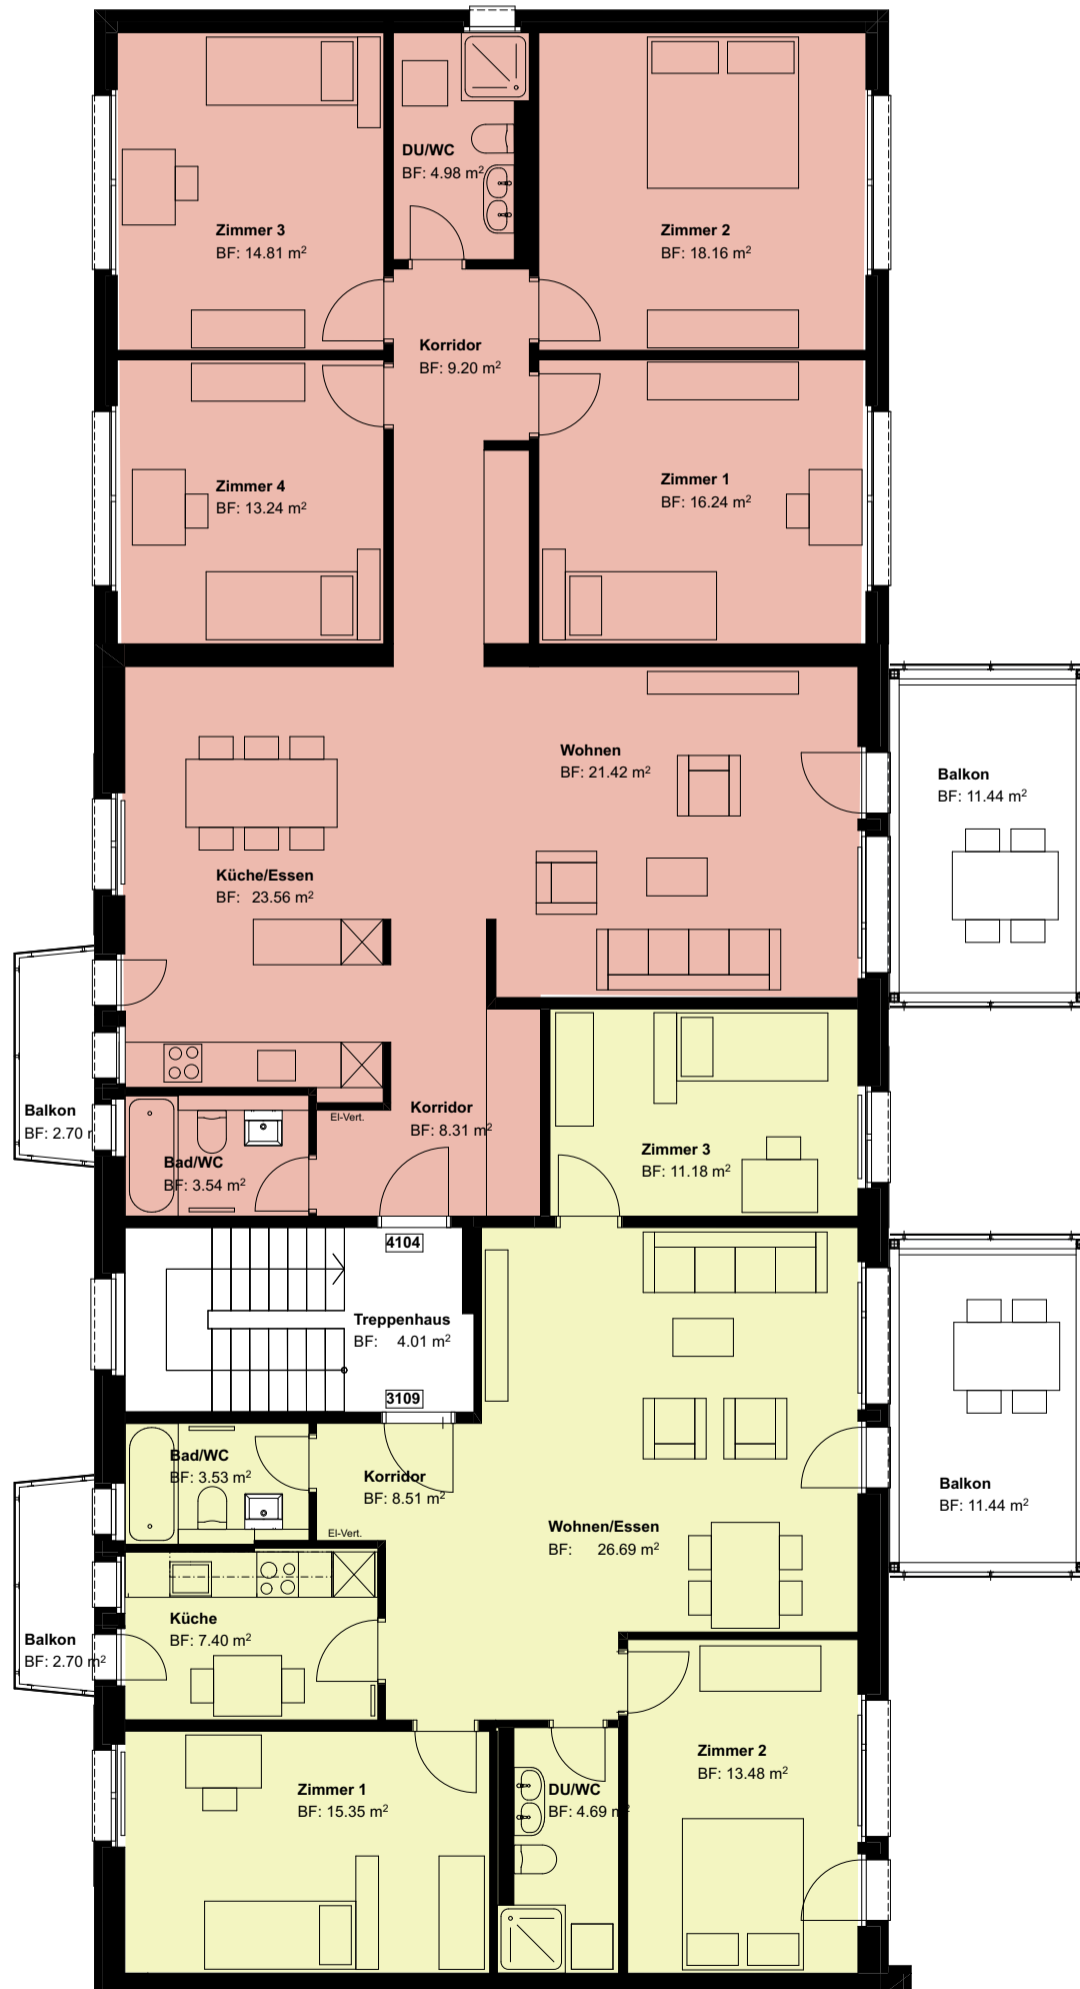 DU/WC
BF: 4.98 m²
Zimmer 3
BF: 14.81 m²
Zimmer 2
BF: 18.16 m²
Korridor
BF: 9.20 m²
Zimmer 4
BF: 13.24 m²
Zimmer 1
BF: 16.24 m²
Wohnen
BF: 21.42 m²
Balkon
BF: 11.44 m²
Küche/Essen
BF: 23.56 m²
Balkon
BF: 2.70
El-Vert.
Korridor
BF: 8.31 m²
Bad/WC
BF: 3.54 m²
Zimmer 3
BF: 11.18 m²
4104
Treppenhaus
BF: 4.01 m²
3109
Bad/WC
BF: 3.53 m²
Korridor
BF: 8.51 m²
El-Vert.
Wohnen/Essen
BF: 26.69 m²
Balkon
BF: 11.44 m²
Küche
BF: 7.40 m²
Balkon
BF: 2.70 m²
Zimmer 2
BF: 13.48 m²
Zimmer 1
BF: 15.35 m²
DU/WC
BF: 4.69 m²